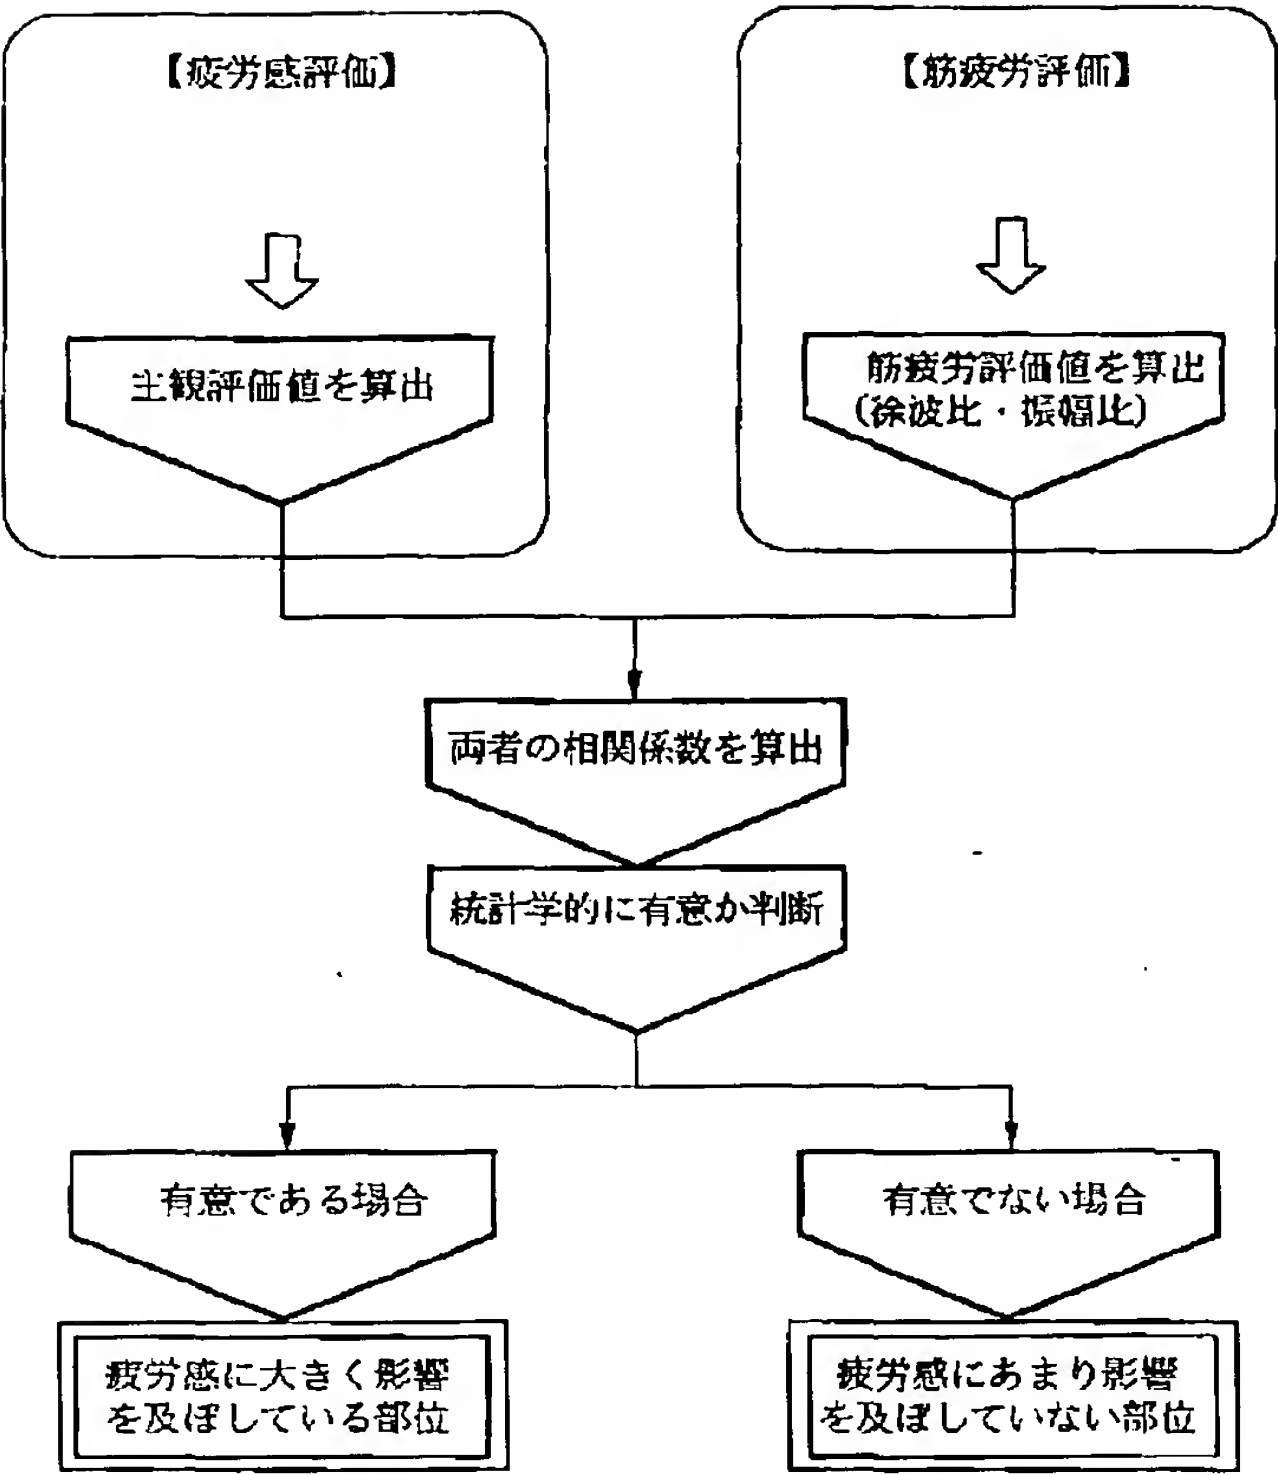 【疲労感評価】
【筋疲労評価】
主観評価値を算出
筋疲労評価値を算出
(徐波比・振幅比)
両者の相関係数を算出
統計学的に有意か判断
有意である場合
有意でない場合
疲労感に大きく影響
を及ぼしている部位
疲労感にあまり影響
を及ぼしていない部位